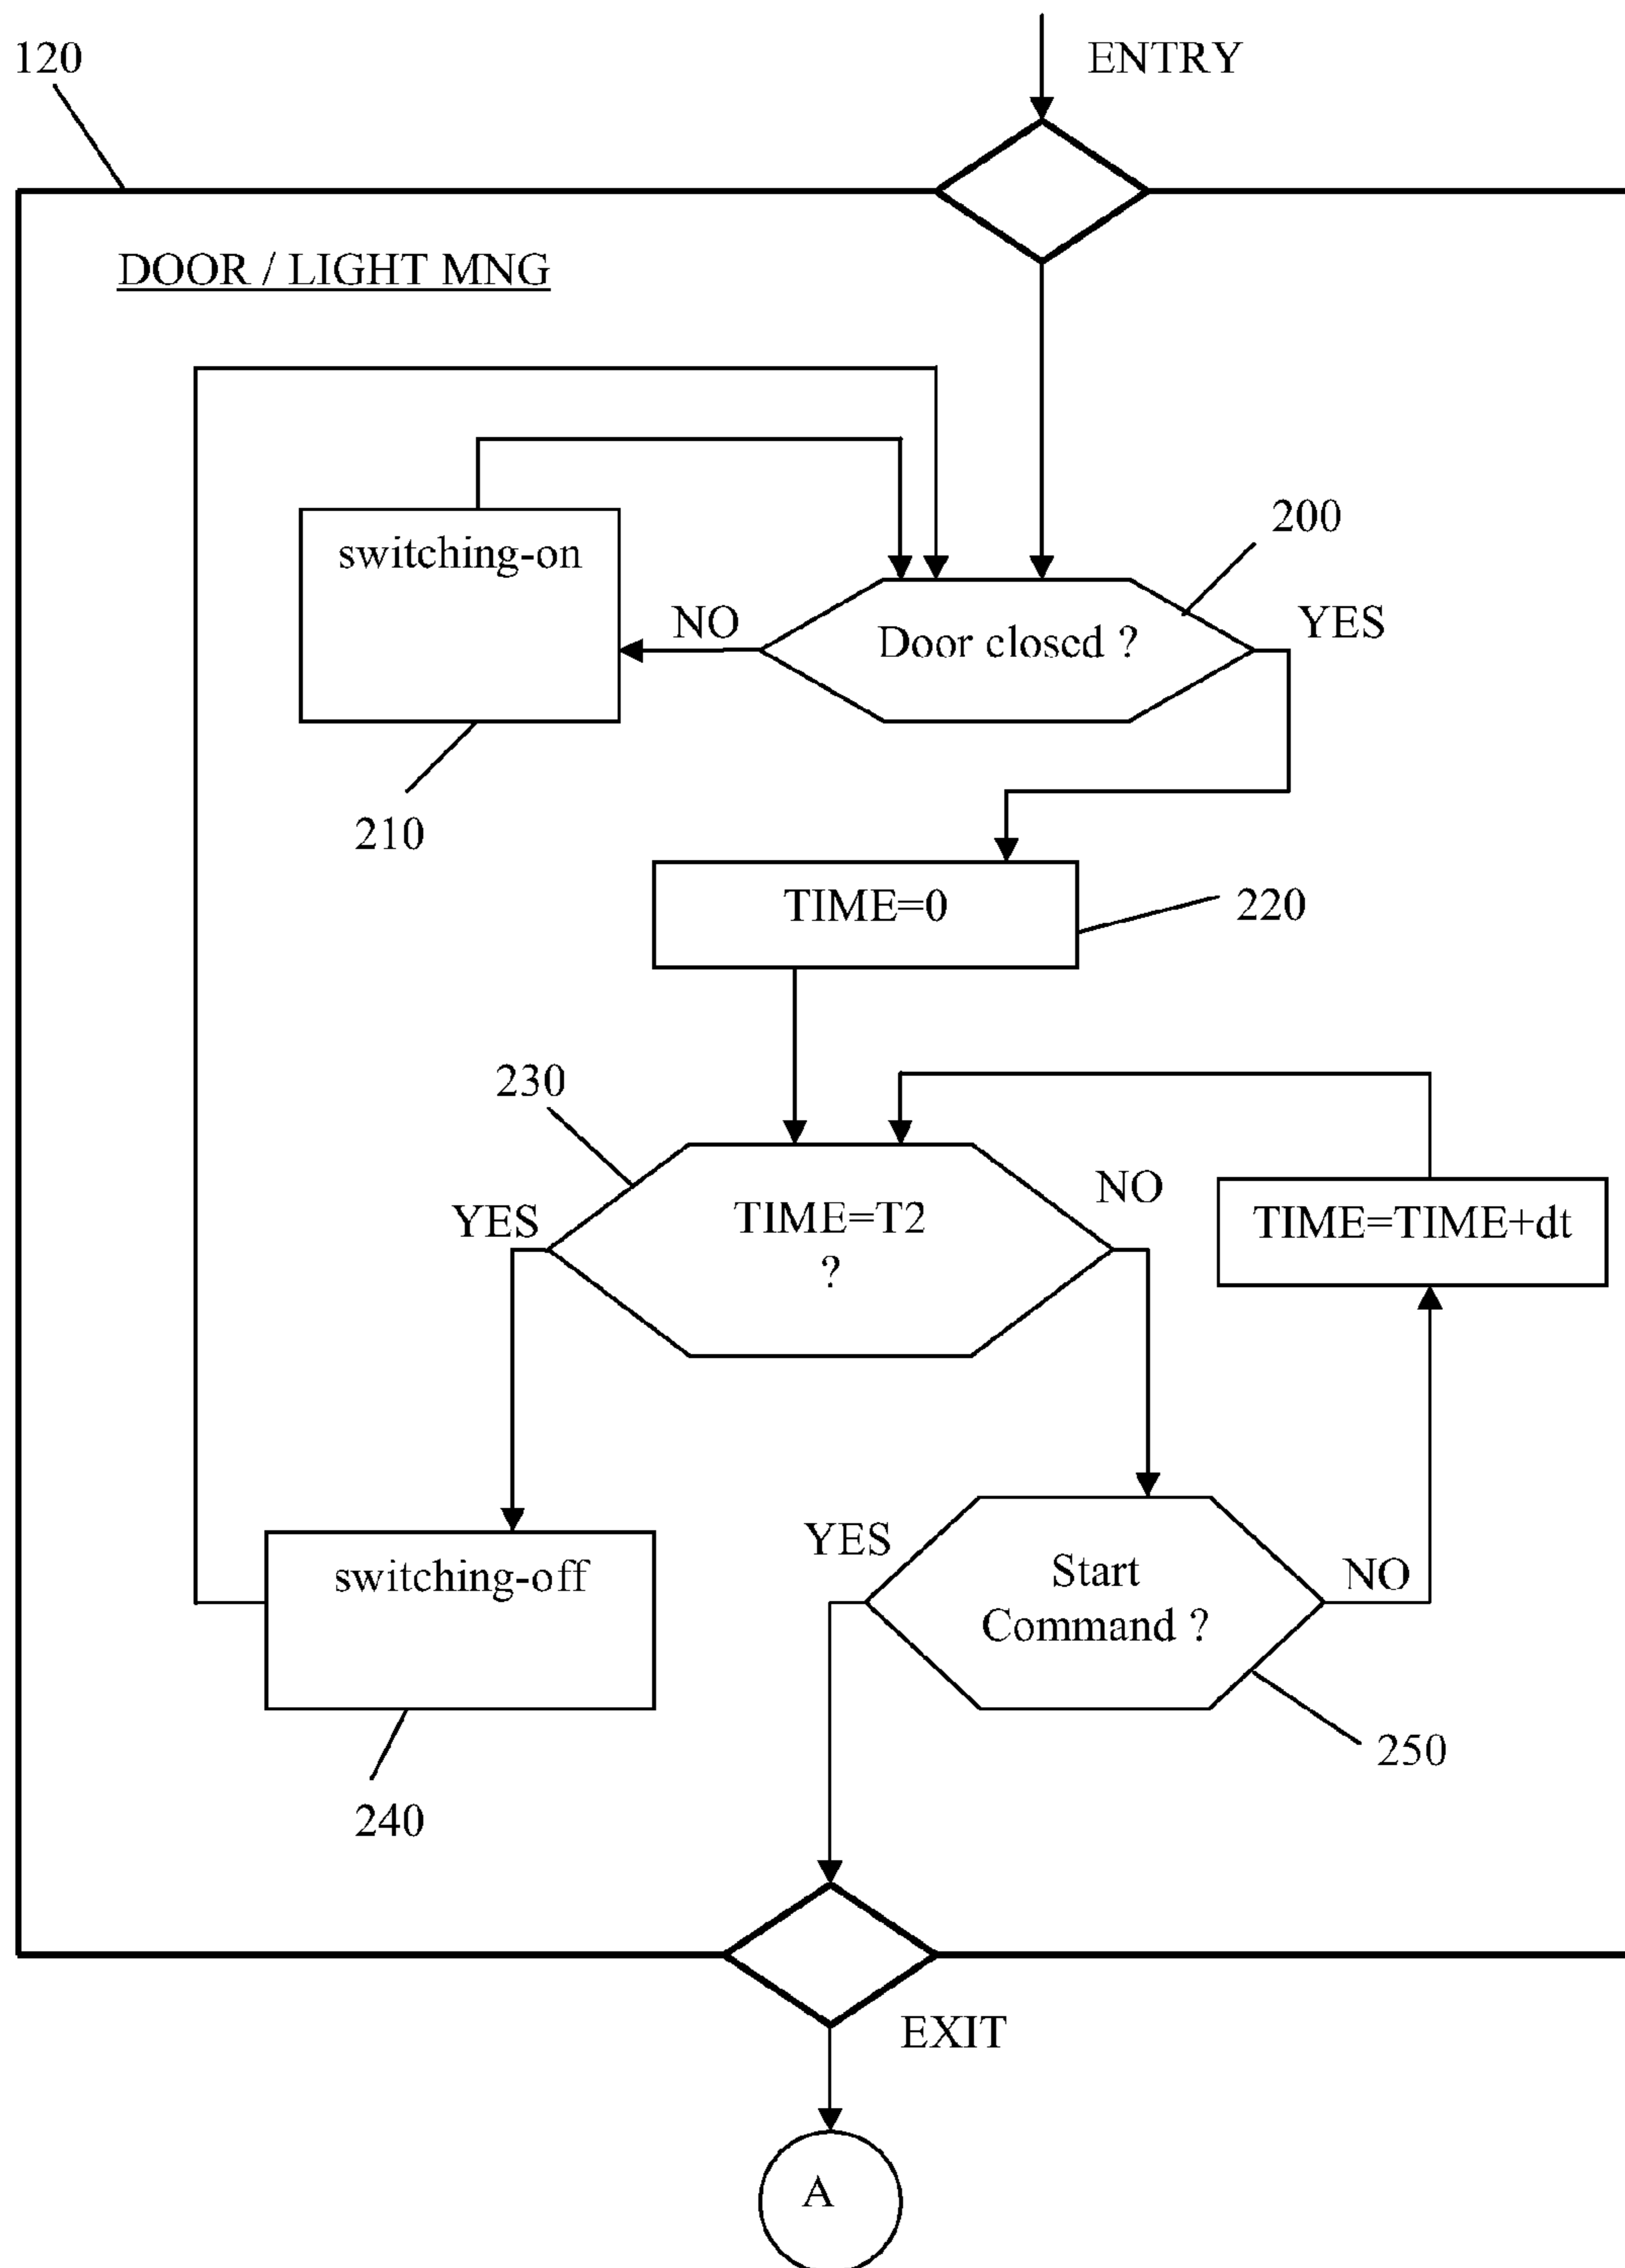 120
ENTRY
DOOR / LIGHT MNG
switching-on
200
NO
Door closed ?
YES
210
TIME=0
220
230
YES
TIME=T2
?
NO
TIME=TIME+dt
switching-off
YES
Start
Command ?
NO
240
250
EXIT
A